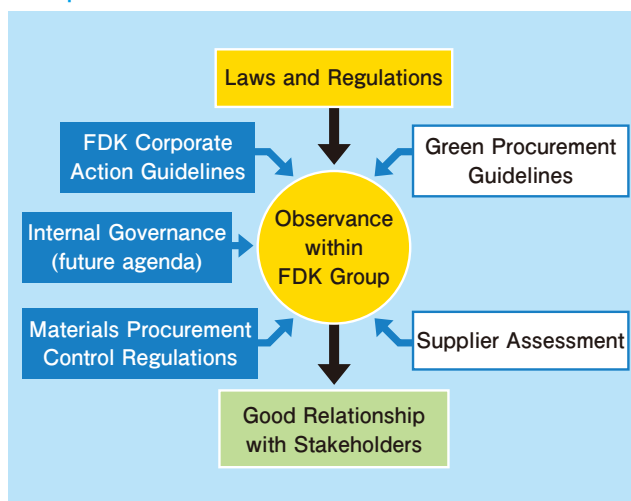 Laws and Regulations
FDK Corporate
Action Guidelines
Green Procurement
Guidelines
Internal Governance
(future agenda)
Observance
within
FDK Group
Materials Procurement
Control Regulations
Supplier Assessment
Good Relationship
with Stakeholders